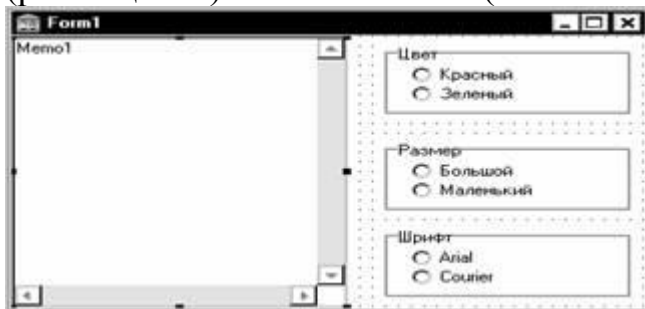 Form1
Memo1
Цвет
Красный
Зеленый
Размер
Большой
Маленький
Шрифт
Arial
Courier